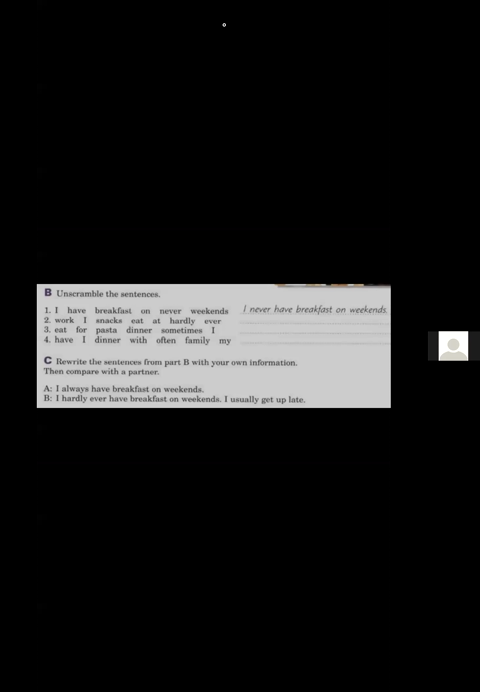 B Unscramble the sentences.
1. I have breakfast on never weekends I never have breakfast on weekends.
2. work I snacks eat at hardly ever
3. eat for pasta dinner sometimes I
4. have I dinner with often family my
C Rewrite the sentences from part B with your own information.
Then compare with a partner.
A: I always have breakfast on weekends.
B: I hardly ever have breakfast on weekends. I usually get up late.